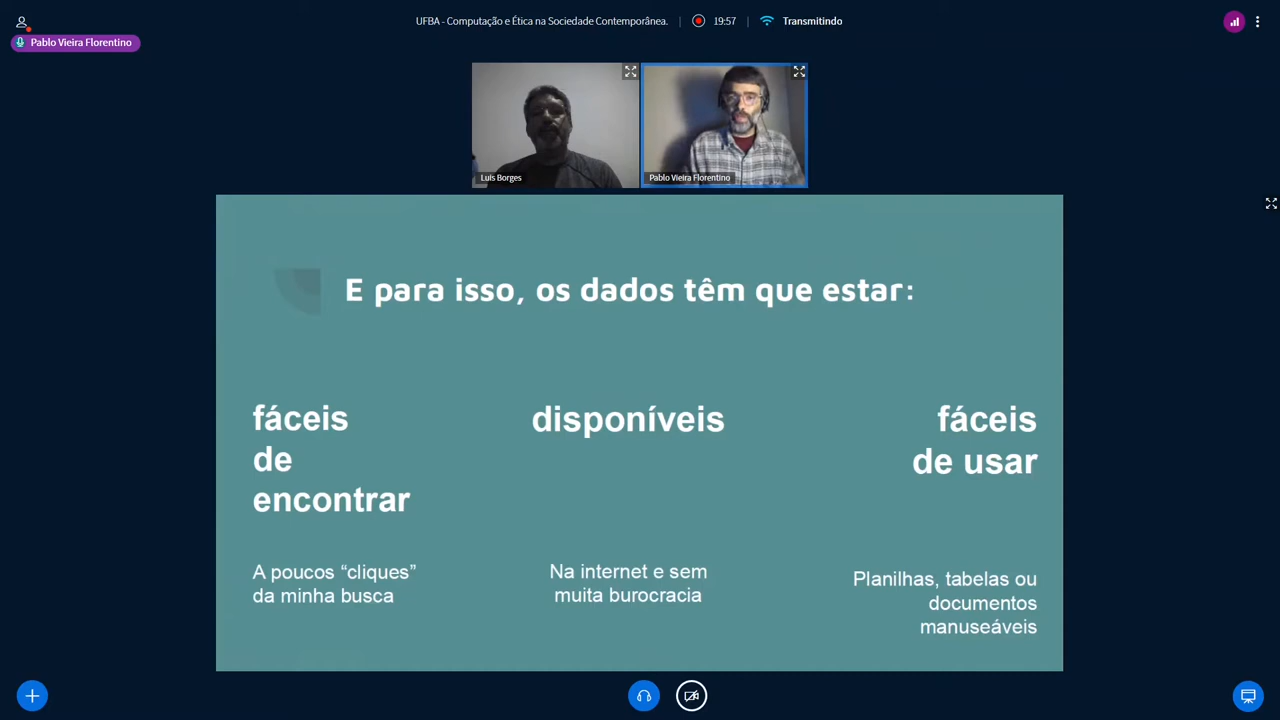 UFBA - Computação e Ética na Sociedade Contemporânea.
19:57
Transmitindo
Pablo Vieira Florentino
Luis Borges
Pablo Vieira Florentino
E para isso, os dados têm que estar:
fáceis
de
encontrar
disponíveis
fáceis
de usar
A poucos “cliques”
da minha busca
Na internet e sem
muita burocracia
Planilhas, tabelas ou
documentos
manuseáveis